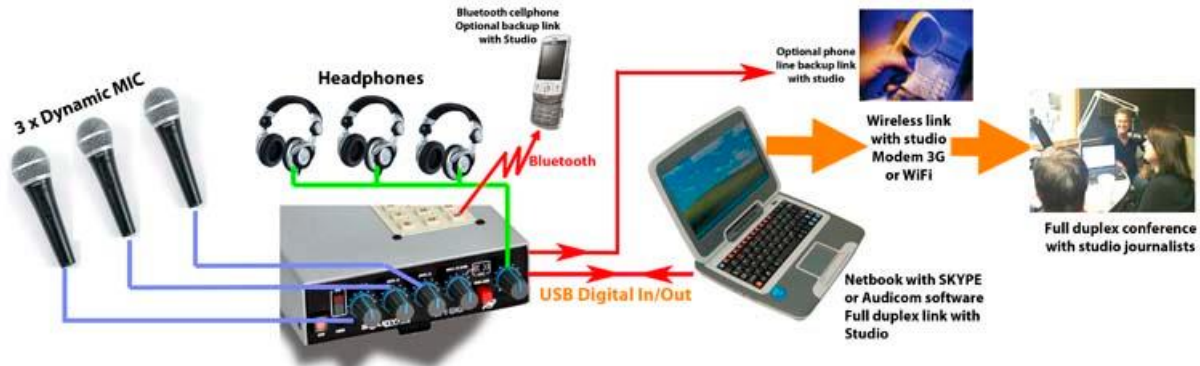 Bluetooth cellphone
Optional backup link
with Studio
Headphones
3 x Dynamic MIC
Bluetooth
Optional phone
line backup link
with studio
Wireless link
with studio
Modem 3G
or WiFi
Full duplex conference
with studio journalists
USB Digital In/Out
Netbook with SKYPE
or Audicom software
Full duplex link with
Studio